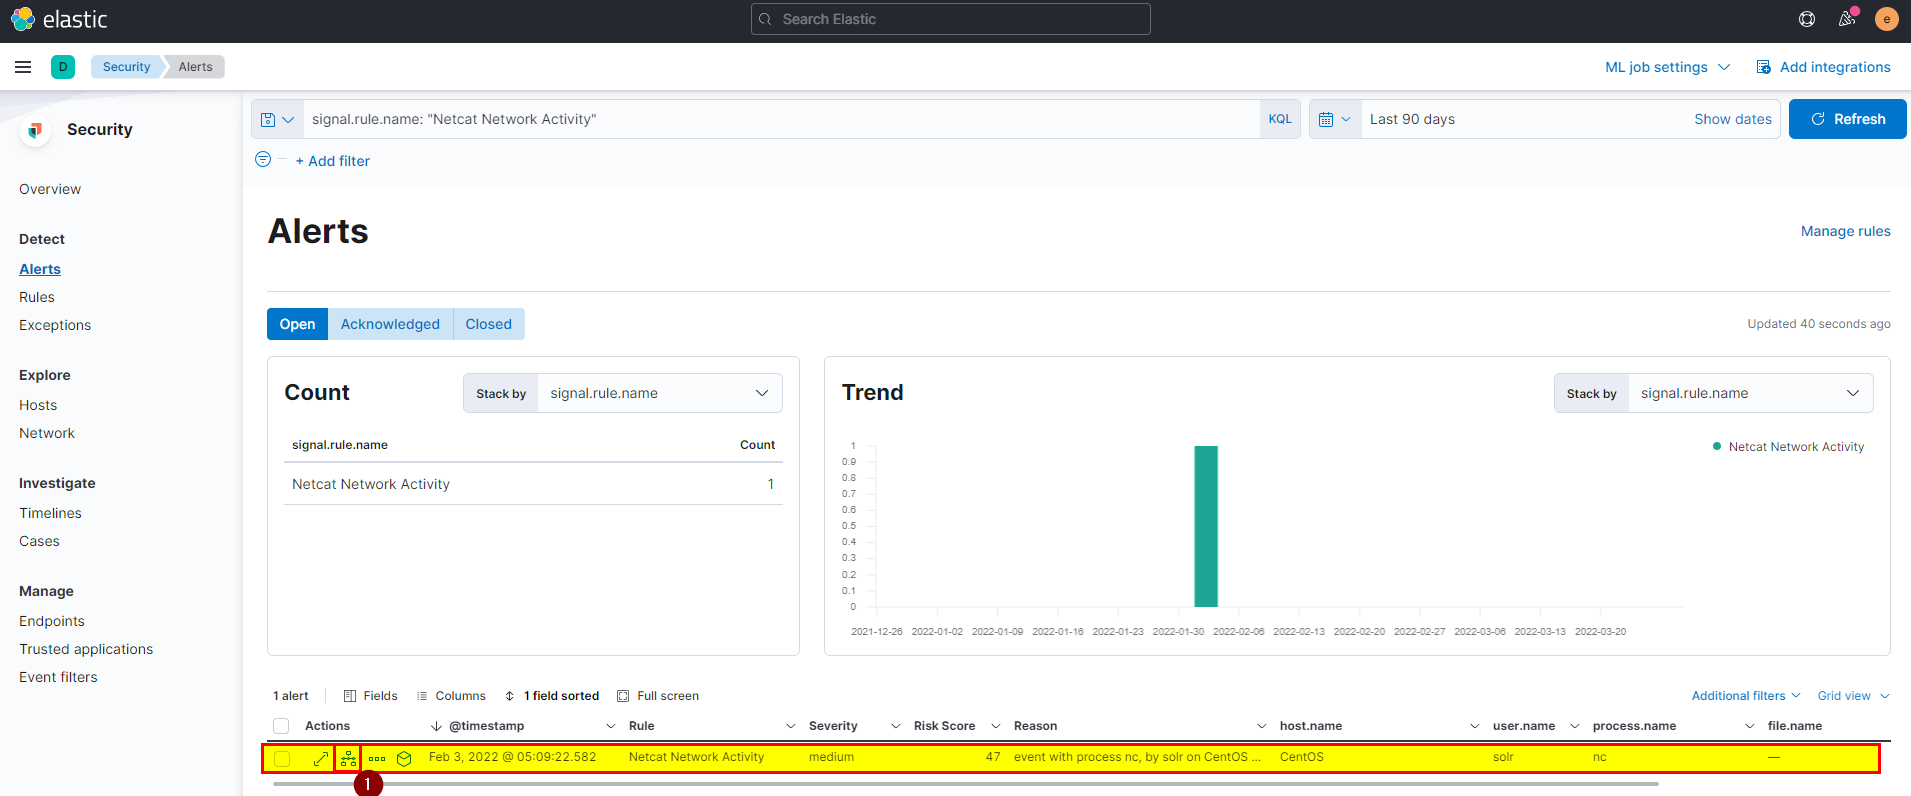 elastic
Search Elastic
e
D
Security
Alerts
ML job settings
Add integrations
Security
signal.rule.name: "Netcat Network Activity"
KQL
Last 90 days
Show dates
Refresh
+ Add filter
Overview
Detect
Alerts
Rules
Exceptions
Explore
Hosts
Network
Investigate
Timelines
Cases
Manage
Endpoints
Trusted applications
Event filters
Alerts
Manage rules
Open
Acknowledged
Closed
Updated 40 seconds ago
Count
Stack by
signal.rule.name
signal.rule.name
Count
Netcat Network Activity
1
Trend
Stack by
signal.rule.name
1
0.9
0.8
0.7
0.6
0.5
0.4
0.3
0.2
0.1
0
2021-12-26
2022-01-02
2022-01-09
2022-01-16
2022-01-23
2022-01-30
2022-02-06
2022-02-13
2022-02-20
2022-02-27
2022-03-06
2022-03-13
2022-03-20
Netcat Network Activity
1 alert
Fields
Columns
1 field sorted
Full screen
Additional filters
Grid view
Actions
@timestamp
Rule
Severity
Risk Score
Reason
host.name
user.name
process.name
file.name
Feb 3, 2022 @ 05:09:22.582
Netcat Network Activity
medium
47
event with process nc, by solr on CentOS ...
CentOS
solr
nc
—
1